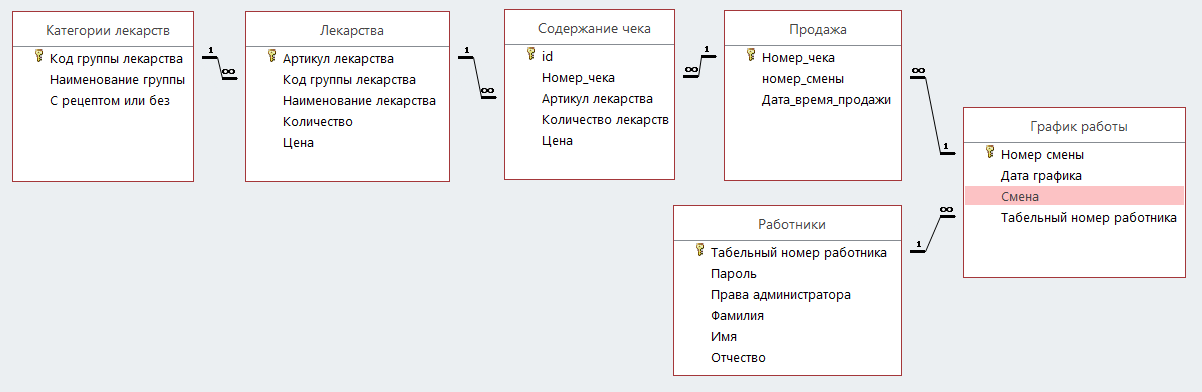 Категории лекарств
Код группы лекарства
Наименование группы
С рецептом или без
1
∞
Лекарства
Артикул лекарства
Код группы лекарства
Наименование лекарства
Количество
Цена
1
∞
Содержание чека
id
Номер_чека
Артикул лекарства
Количество лекарств
Цена
∞
1
Продажа
Номер_чека
номер_смены
Дата_время_продажи
∞
1
График работы
Номер смены
Дата графика
Смена
Табельный номер работника
∞
1
Работники
Табельный номер работника
Пароль
Права администратора
Фамилия
Имя
Отчество